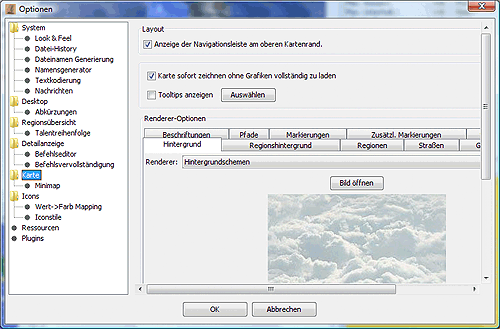 Optionen
System
Look & Feel
Datei-History
Dateinamen Generierung
Namensgenerator
Textkodierung
Nachrichten
Desktop
Abkürzungen
Regionsübersicht
Talentreihenfolge
Detailanzeige
Befehlseditor
Befehlsvervollständigung
Karte
Minimap
Icons
Wert->Farb Mapping
Iconstile
Ressourcen
Plugins
Layout
Anzeige der Navigationsleiste am oberen Kartenrand.
Karte sofort zeichnen ohne Grafiken vollständig zu laden
Tooltips anzeigen
Auswählen
Renderer-Optionen
Beschriftungen
Pfade
Markierungen
Zusätzl. Markierungen
Hintergrund
Regionshintergrund
Regionen
Straßen
Renderer:
Hintergrundschemen
Bild öffnen
OK
Abbrechen